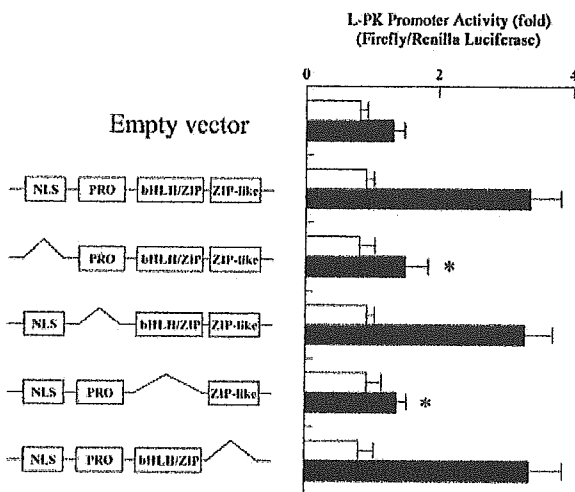 L-PK Promoter Activity (fold)
(Firefly/Renilla Luciferase)
0 2 4
Empty vector
NLS PRO bHLH/ZIP ZIP-like
PRO bHLH/ZIP ZIP-like
*
NLS bHLH/ZIP ZIP-like
NLS PRO ZIP-like
*
NLS PRO bHLH/ZIP